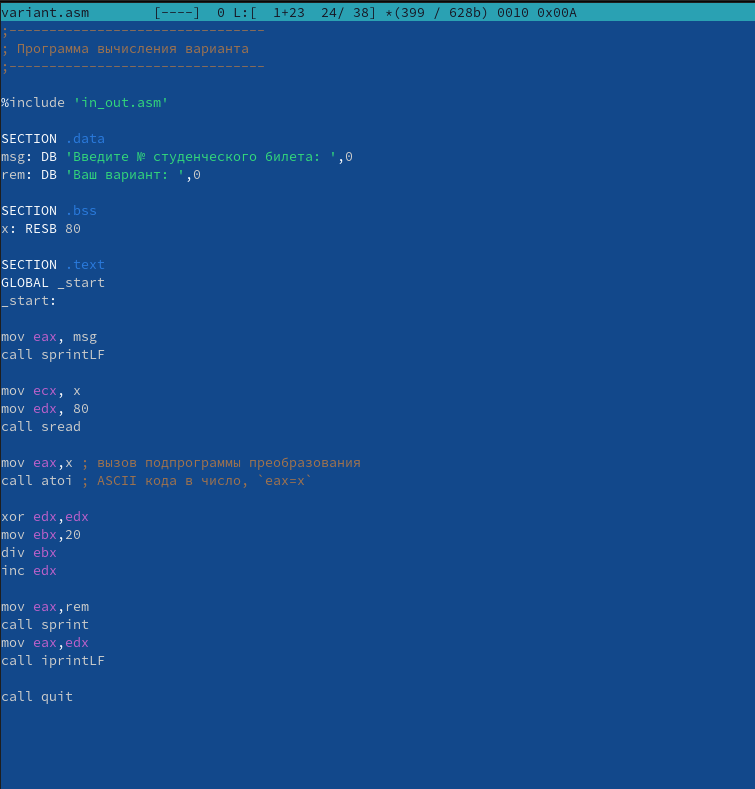 variant.asm [----] 0 L:[ 1+23 24/ 38] *(399 / 628b) 0010 0x00A
;--------------------------------
; Программа вычисления варианта
;--------------------------------
%include 'in_out.asm'
SECTION .data
msg: DB 'Введите № студенческого билета: ',0
rem: DB 'Ваш вариант: ',0
SECTION .bss
x: RESB 80
SECTION .text
GLOBAL _start
_start:
mov eax, msg
call sprintLF
mov ecx, x
mov edx, 80
call sread
mov eax,x ; вызов подпрограммы преобразования
call atoi ; ASCII кода в число, `eax=x`
xor edx,edx
mov ebx,20
div ebx
inc edx
mov eax,rem
call sprint
mov eax,edx
call iprintLF
call quit